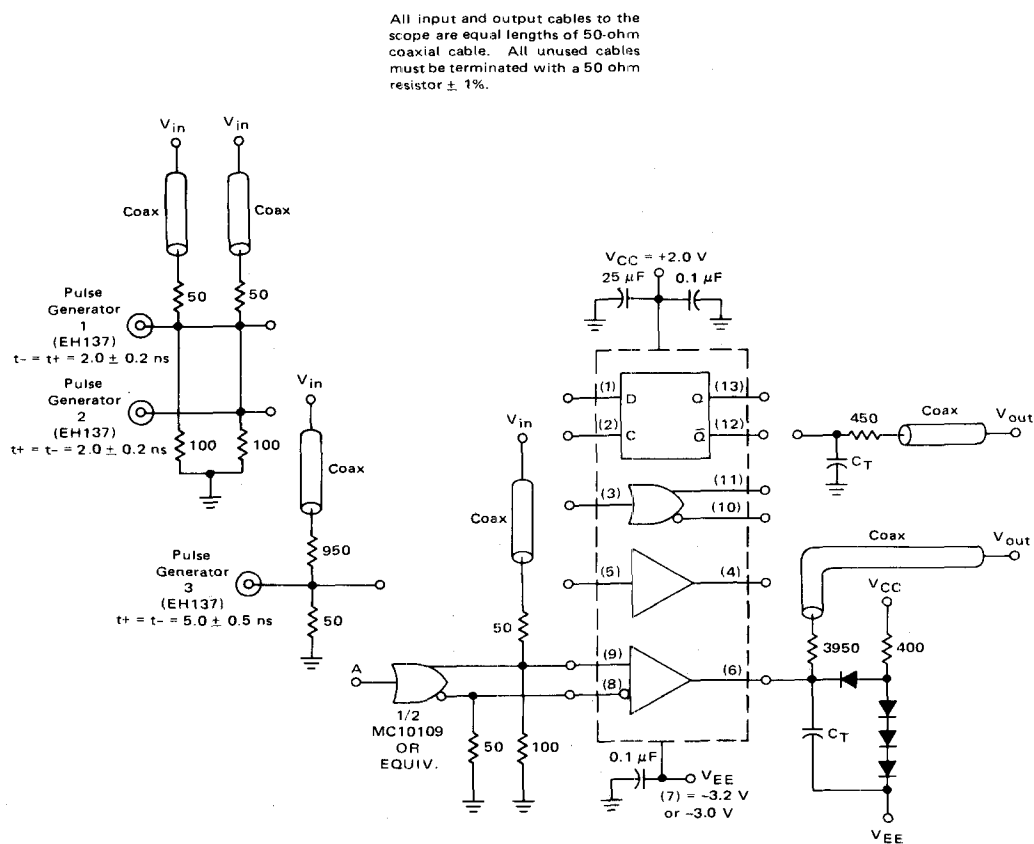 All input and output cables to the
scope are equal lengths of 50-ohm
coaxial cable. All unused cables
must be terminated with a 50 ohm
resistor ± 1%.
Vin
Vin
Coax
Coax
50
50
Pulse
Generator
1
(EH137)
t- = t+ = 2.0 ± 0.2 ns
Pulse
Generator
2
(EH137)
t+ = t- = 2.0 ± 0.2 ns
100
100
Vin
Coax
950
Pulse
Generator
3
(EH137)
t+ = t- = 5.0 ± 0.5 ns
50
Vin
Coax
50
A
1/2
MC10109
OR
EQUIV.
50
100
VCC = +2.0 V
25 µF
0.1 µF
(1)
D
Q
(13)
(2)
C
Q̅
(12)
(3)
(11)
(10)
(5)
(4)
(9)
(8)
(6)
0.1 µF
VEE
(7) = -3.2 V
or -3.0 V
450
Coax
Vout
CT
Coax
Vout
VCC
3950
400
CT
VEE